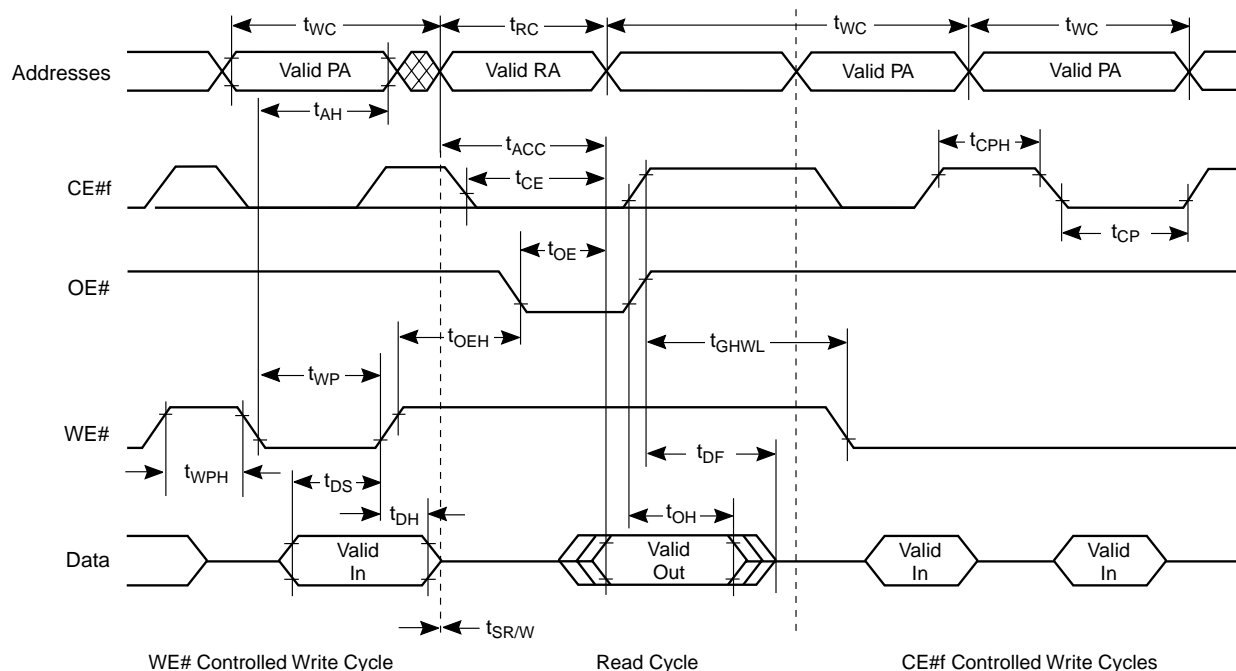 tWC tRC tWC tWC
Addresses Valid PA Valid RA Valid PA Valid PA
tAH
tACC tCPH
CE#f tCE
tOE tCP
OE#
tOEH tGHWL
tWP
WE#
tWPH tDS tDF
tDH tOH
Data Valid In Valid Out Valid In Valid In
tSR/W
WE# Controlled Write Cycle Read Cycle CE#f Controlled Write Cycles